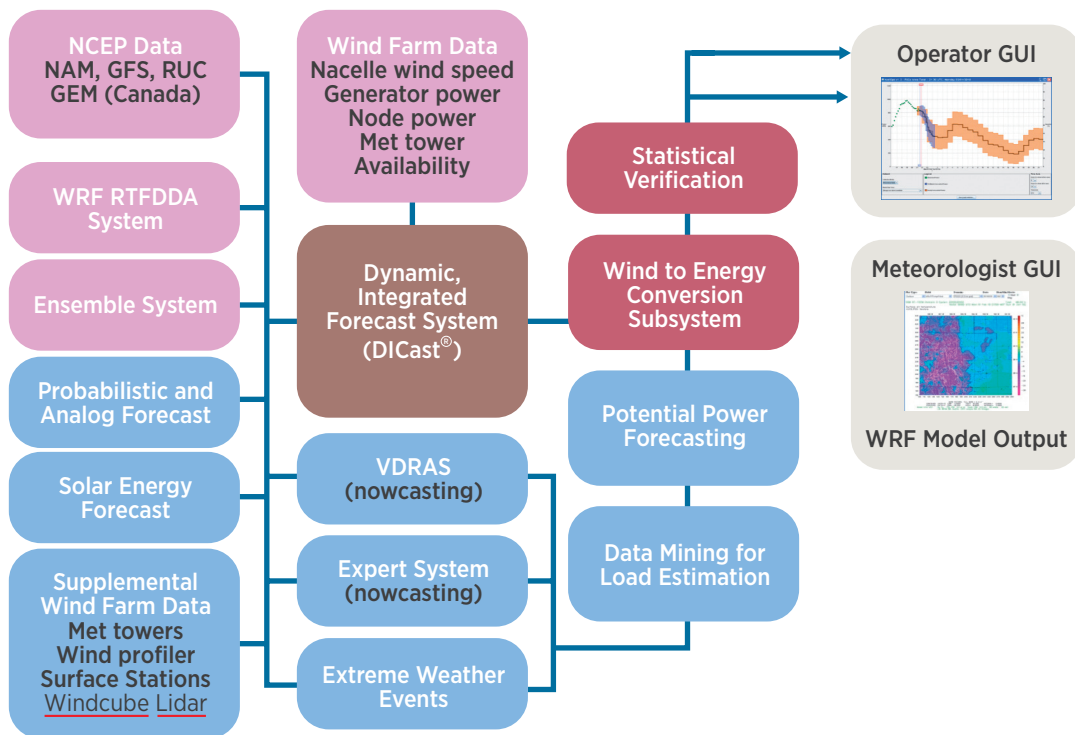 NCEP Data
NAM, GFS, RUC
GEM (Canada)
WRF RTFDDA
System
Ensemble System
Probabilistic and
Analog Forecast
Solar Energy
Forecast
Supplemental
Wind Farm Data
Met towers
Wind profiler
Surface Stations
Windcube Lidar
Wind Farm Data
Nacelle wind speed
Generator power
Node power
Met tower
Availability
Dynamic,
Integrated
Forecast System
(DICast®)
VDRAS
(nowcasting)
Expert System
(nowcasting)
Extreme Weather
Events
Statistical
Verification
Wind to Energy
Conversion
Subsystem
Potential Power
Forecasting
Data Mining for
Load Estimation
Operator GUI
Meteorologist GUI
WRF Model Output